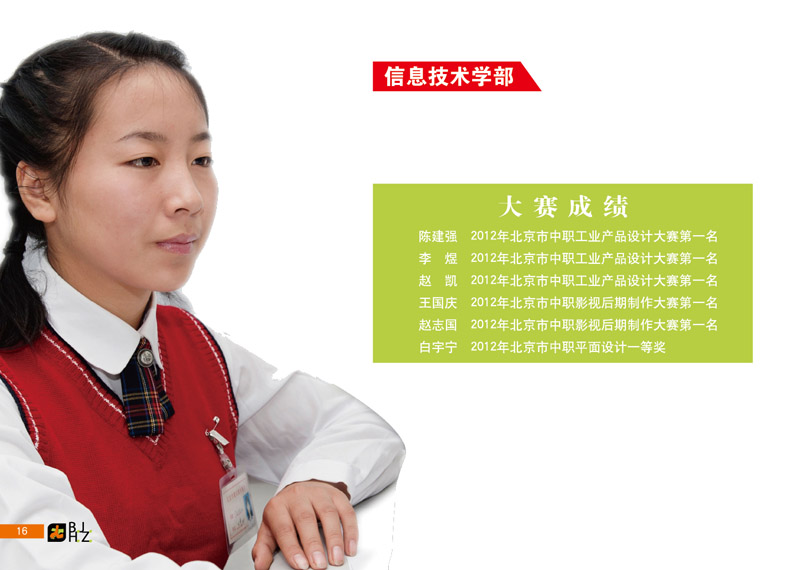 信息技术学部
大赛成绩
陈建强 2012年北京市中职工业产品设计大赛第一名
李 煜 2012年北京市中职工业产品设计大赛第一名
赵 凯 2012年北京市中职工业产品设计大赛第一名
王国庆 2012年北京市中职影视后期制作大赛第一名
赵志国 2012年北京市中职影视后期制作大赛第一名
白宇宁 2012年北京市中职平面设计一等奖
16
BJ
HZ